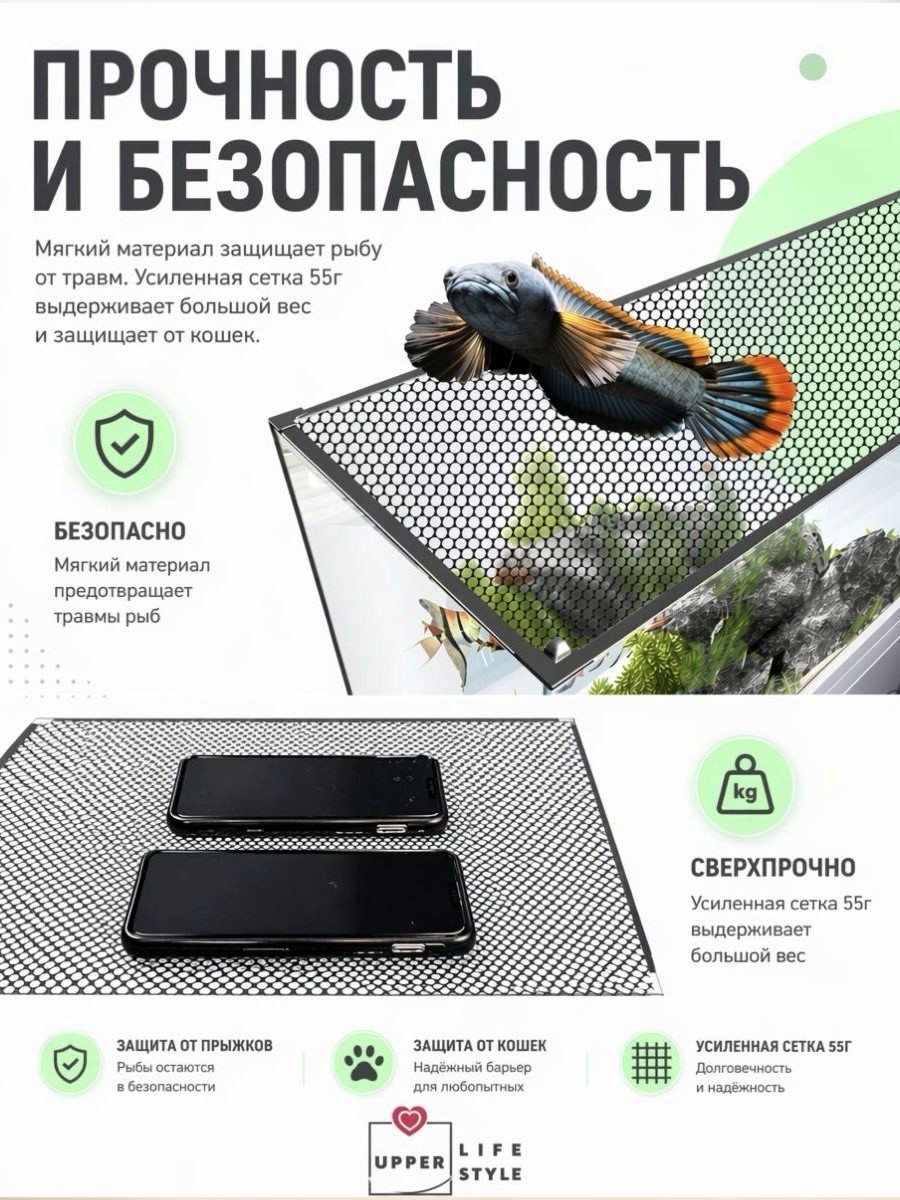 ПРОЧНОСТЬ
И БЕЗОПАСНОСТЬ
Мягкий материал защищает рыбу
от травм. Усиленная сетка 55г
выдерживает большой вес
и защищает от кошек.
БЕЗОПАСНО
Мягкий материал
предотвращает
травмы рыб
kg
СВЕРХПРОЧНО
Усиленная сетка 55г
выдерживает
большой вес
ЗАЩИТА ОТ ПРЫЖКОВ
Рыбы остаются
в безопасности
ЗАЩИТА ОТ КОШЕК
Надёжный барьер
для любопытных
УСИЛЕННАЯ СЕТКА 55Г
Долговечность
и надёжность
UPPER
LIFE
STYLE